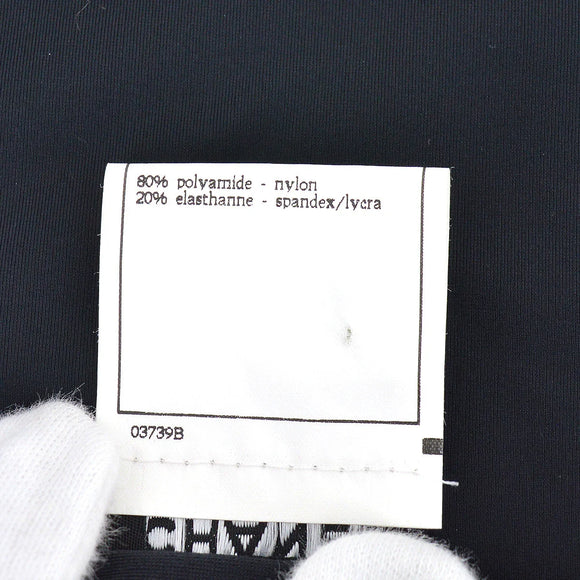 80% polyamide - nylon
20% elasthanne - spandex/lycra
03739B